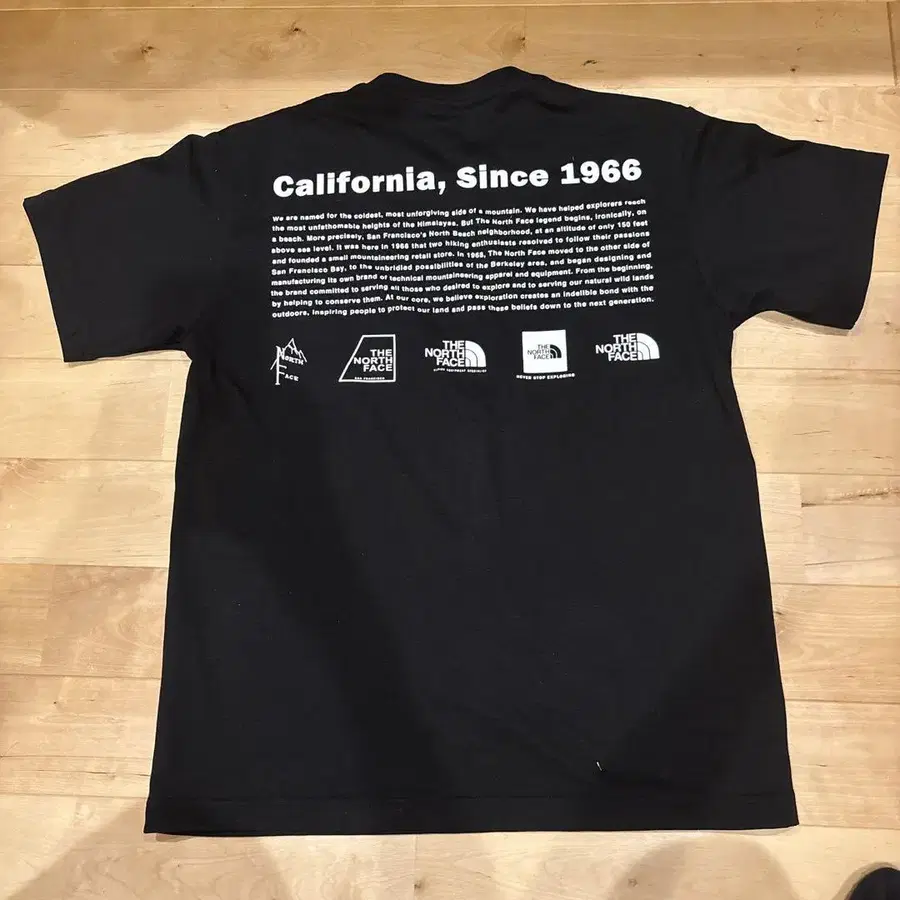 California, Since 1966
We are named for the coldest, most unforgiving side of a mountain. We have helped explorers reach
the most unfathomable heights of the Himalayas. But The North Face legend begins, ironically, on
a beach. More precisely, San Francisco's North Beach neighborhood, at an altitude of only 150 feet
above sea level. It was here in 1966 that two hiking enthusiasts resolved to follow their passions
and founded a small mountaineering retail store. In 1968, The North Face moved to the other side of
San Francisco Bay, to the unbridled possibilities of the Berkeley area, and began designing and
manufacturing its own brand of technical mountaineering apparel and equipment. From the beginning,
the brand committed to serving all those who desired to explore and to serving our natural wild lands
by helping to conserve them. At our core, we believe exploration creates an indelible bond with the
outdoors, inspiring people to protect our land and pass these beliefs down to the next generation.
North
Face
THE
NORTH
FACE
SAN FRANCISCO
THE
NORTH
FACE
ALPINE EQUIPMENT SPECIALIST
THE
NORTH
FACE
NEVER STOP EXPLORING
THE
NORTH
FACE